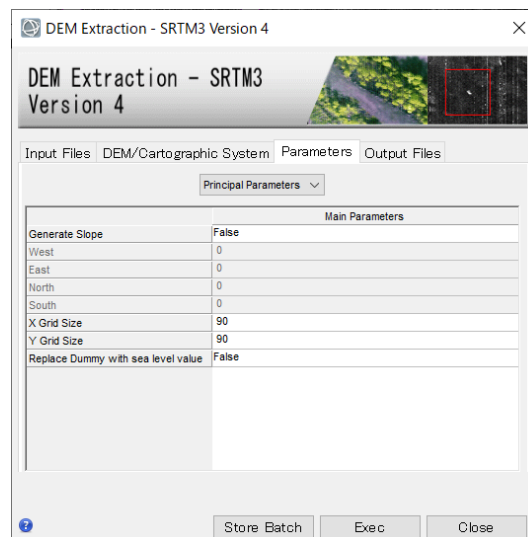 DEM Extraction - SRTM3 Version 4
DEM Extraction - SRTM3
Version 4
Input Files DEM/Cartographic System Parameters Output Files
Principal Parameters
Main Parameters
Generate Slope False
West 0
East 0
North 0
South 0
X Grid Size 90
Y Grid Size 90
Replace Dummy with sea level value False
Store Batch Exec Close